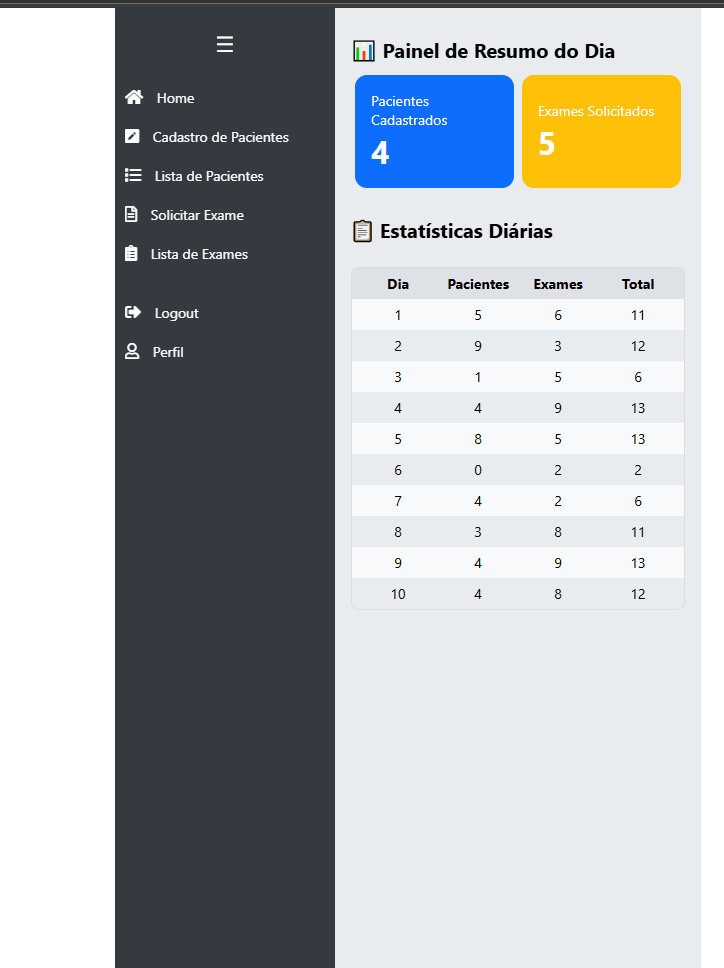 Home
Cadastro de Pacientes
Lista de Pacientes
Solicitar Exame
Lista de Exames
Logout
Perfil
Painel de Resumo do Dia
Pacientes
Cadastrados
4
Exames Solicitados
5
Estatísticas Diárias
Dia Pacientes Exames Total
1 5 6 11
2 9 3 12
3 1 5 6
4 4 9 13
5 8 5 13
6 0 2 2
7 4 2 6
8 3 8 11
9 4 9 13
10 4 8 12